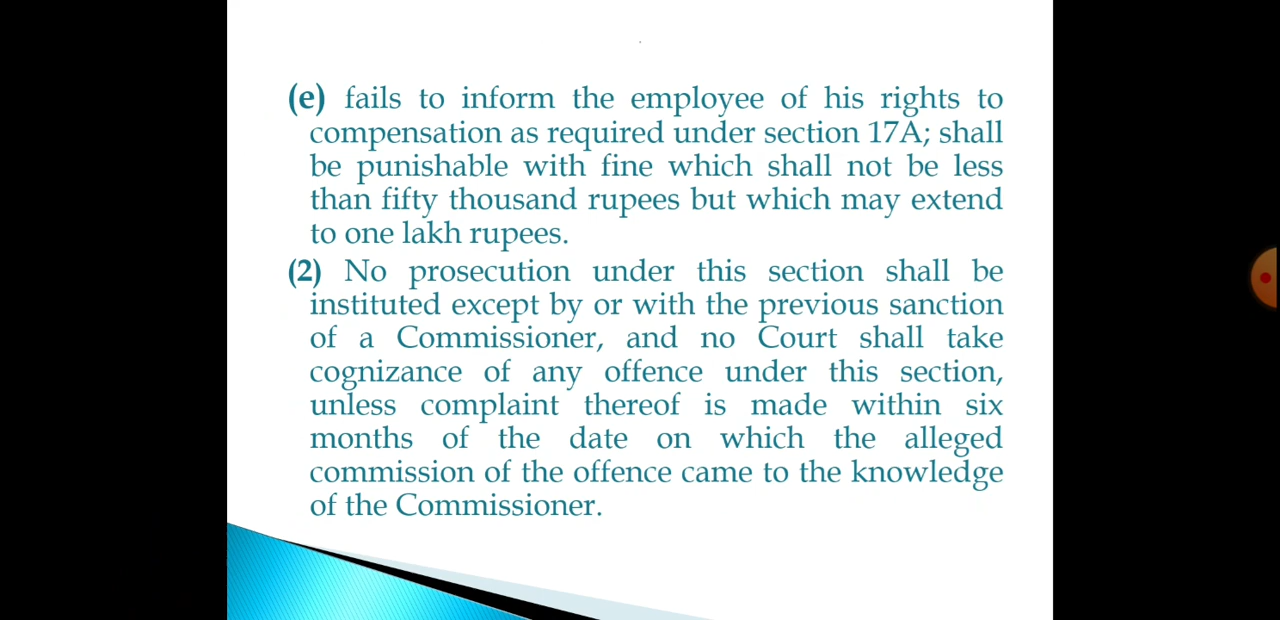 (e) fails to inform the employee of his rights to
compensation as required under section 17A; shall
be punishable with fine which shall not be less
than fifty thousand rupees but which may extend
to one lakh rupees.
(2) No prosecution under this section shall be
instituted except by or with the previous sanction
of a Commissioner, and no Court shall take
cognizance of any offence under this section,
unless complaint thereof is made within six
months of the date on which the alleged
commission of the offence came to the knowledge
of the Commissioner.